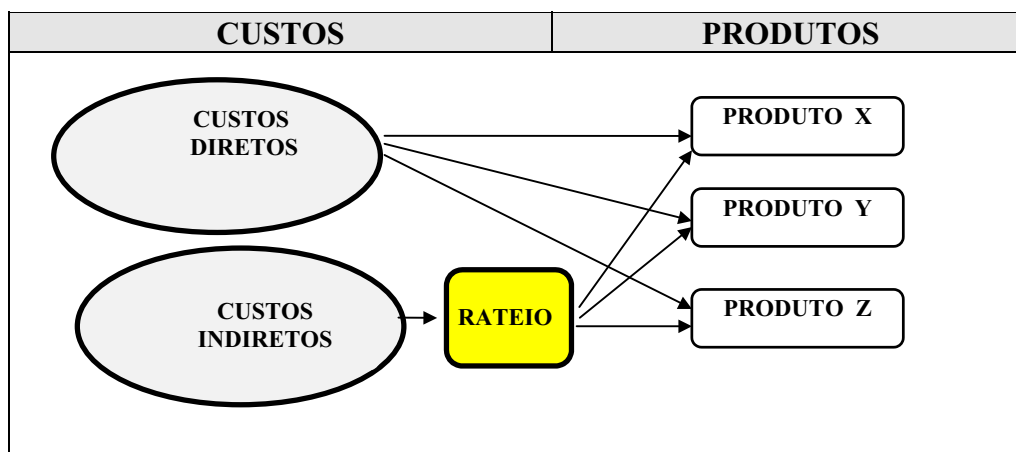 CUSTOS
PRODUTOS
CUSTOS
DIRETOS
PRODUTO X
PRODUTO Y
CUSTOS
INDIRETOS
RATEIO
PRODUTO Z